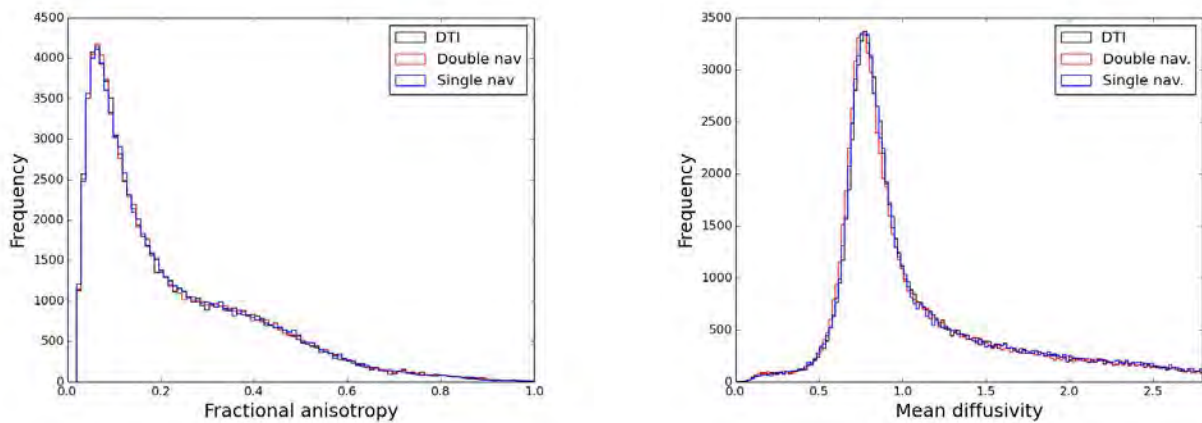 4500
4000
3500
3000
2500
2000
1500
1000
500
0
Frequency
0.0 0.2 0.4 0.6 0.8 1.0
Fractional anisotropy
DTI
Double nav
Single nav
3500
3000
2500
2000
1500
1000
500
0
Frequency
0.0 0.5 1.0 1.5 2.0 2.5
Mean diffusivity
DTI
Double nav.
Single nav.